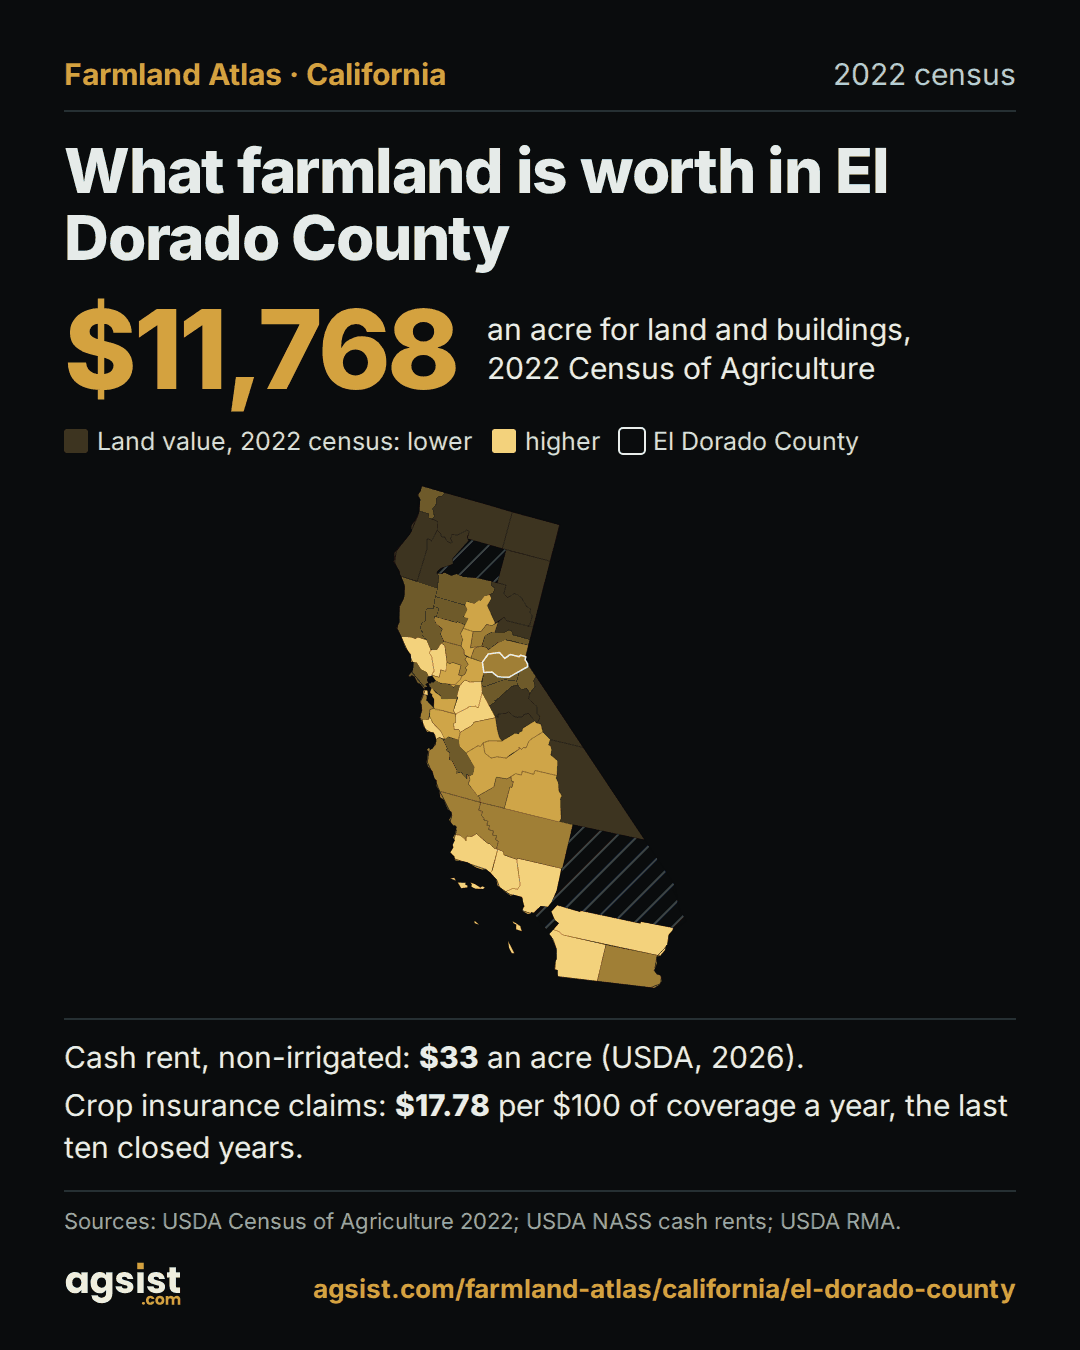 Farmland Atlas · California
2022 census
What farmland is worth in El
Dorado County
$11,768
an acre for land and buildings,
2022 Census of Agriculture
Land value, 2022 census: lower
higher
El Dorado County
Cash rent, non-irrigated: $33 an acre (USDA, 2026).
Crop insurance claims: $17.78 per $100 of coverage a year, the last
ten closed years.
Sources: USDA Census of Agriculture 2022; USDA NASS cash rents; USDA RMA.
agsist
.com
agsist.com/farmland-atlas/california/el-dorado-county